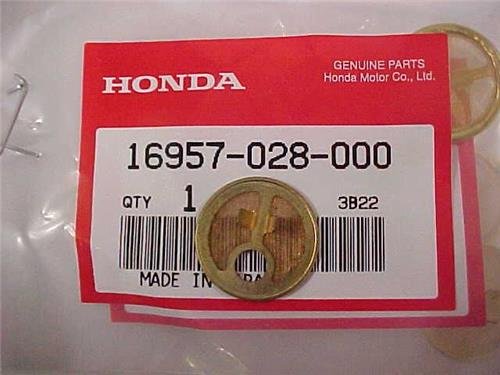 HONDA
GENUINE PARTS
Honda Motor Co., Ltd.
16957-028-000
QTY 1 3B22
MADE IN